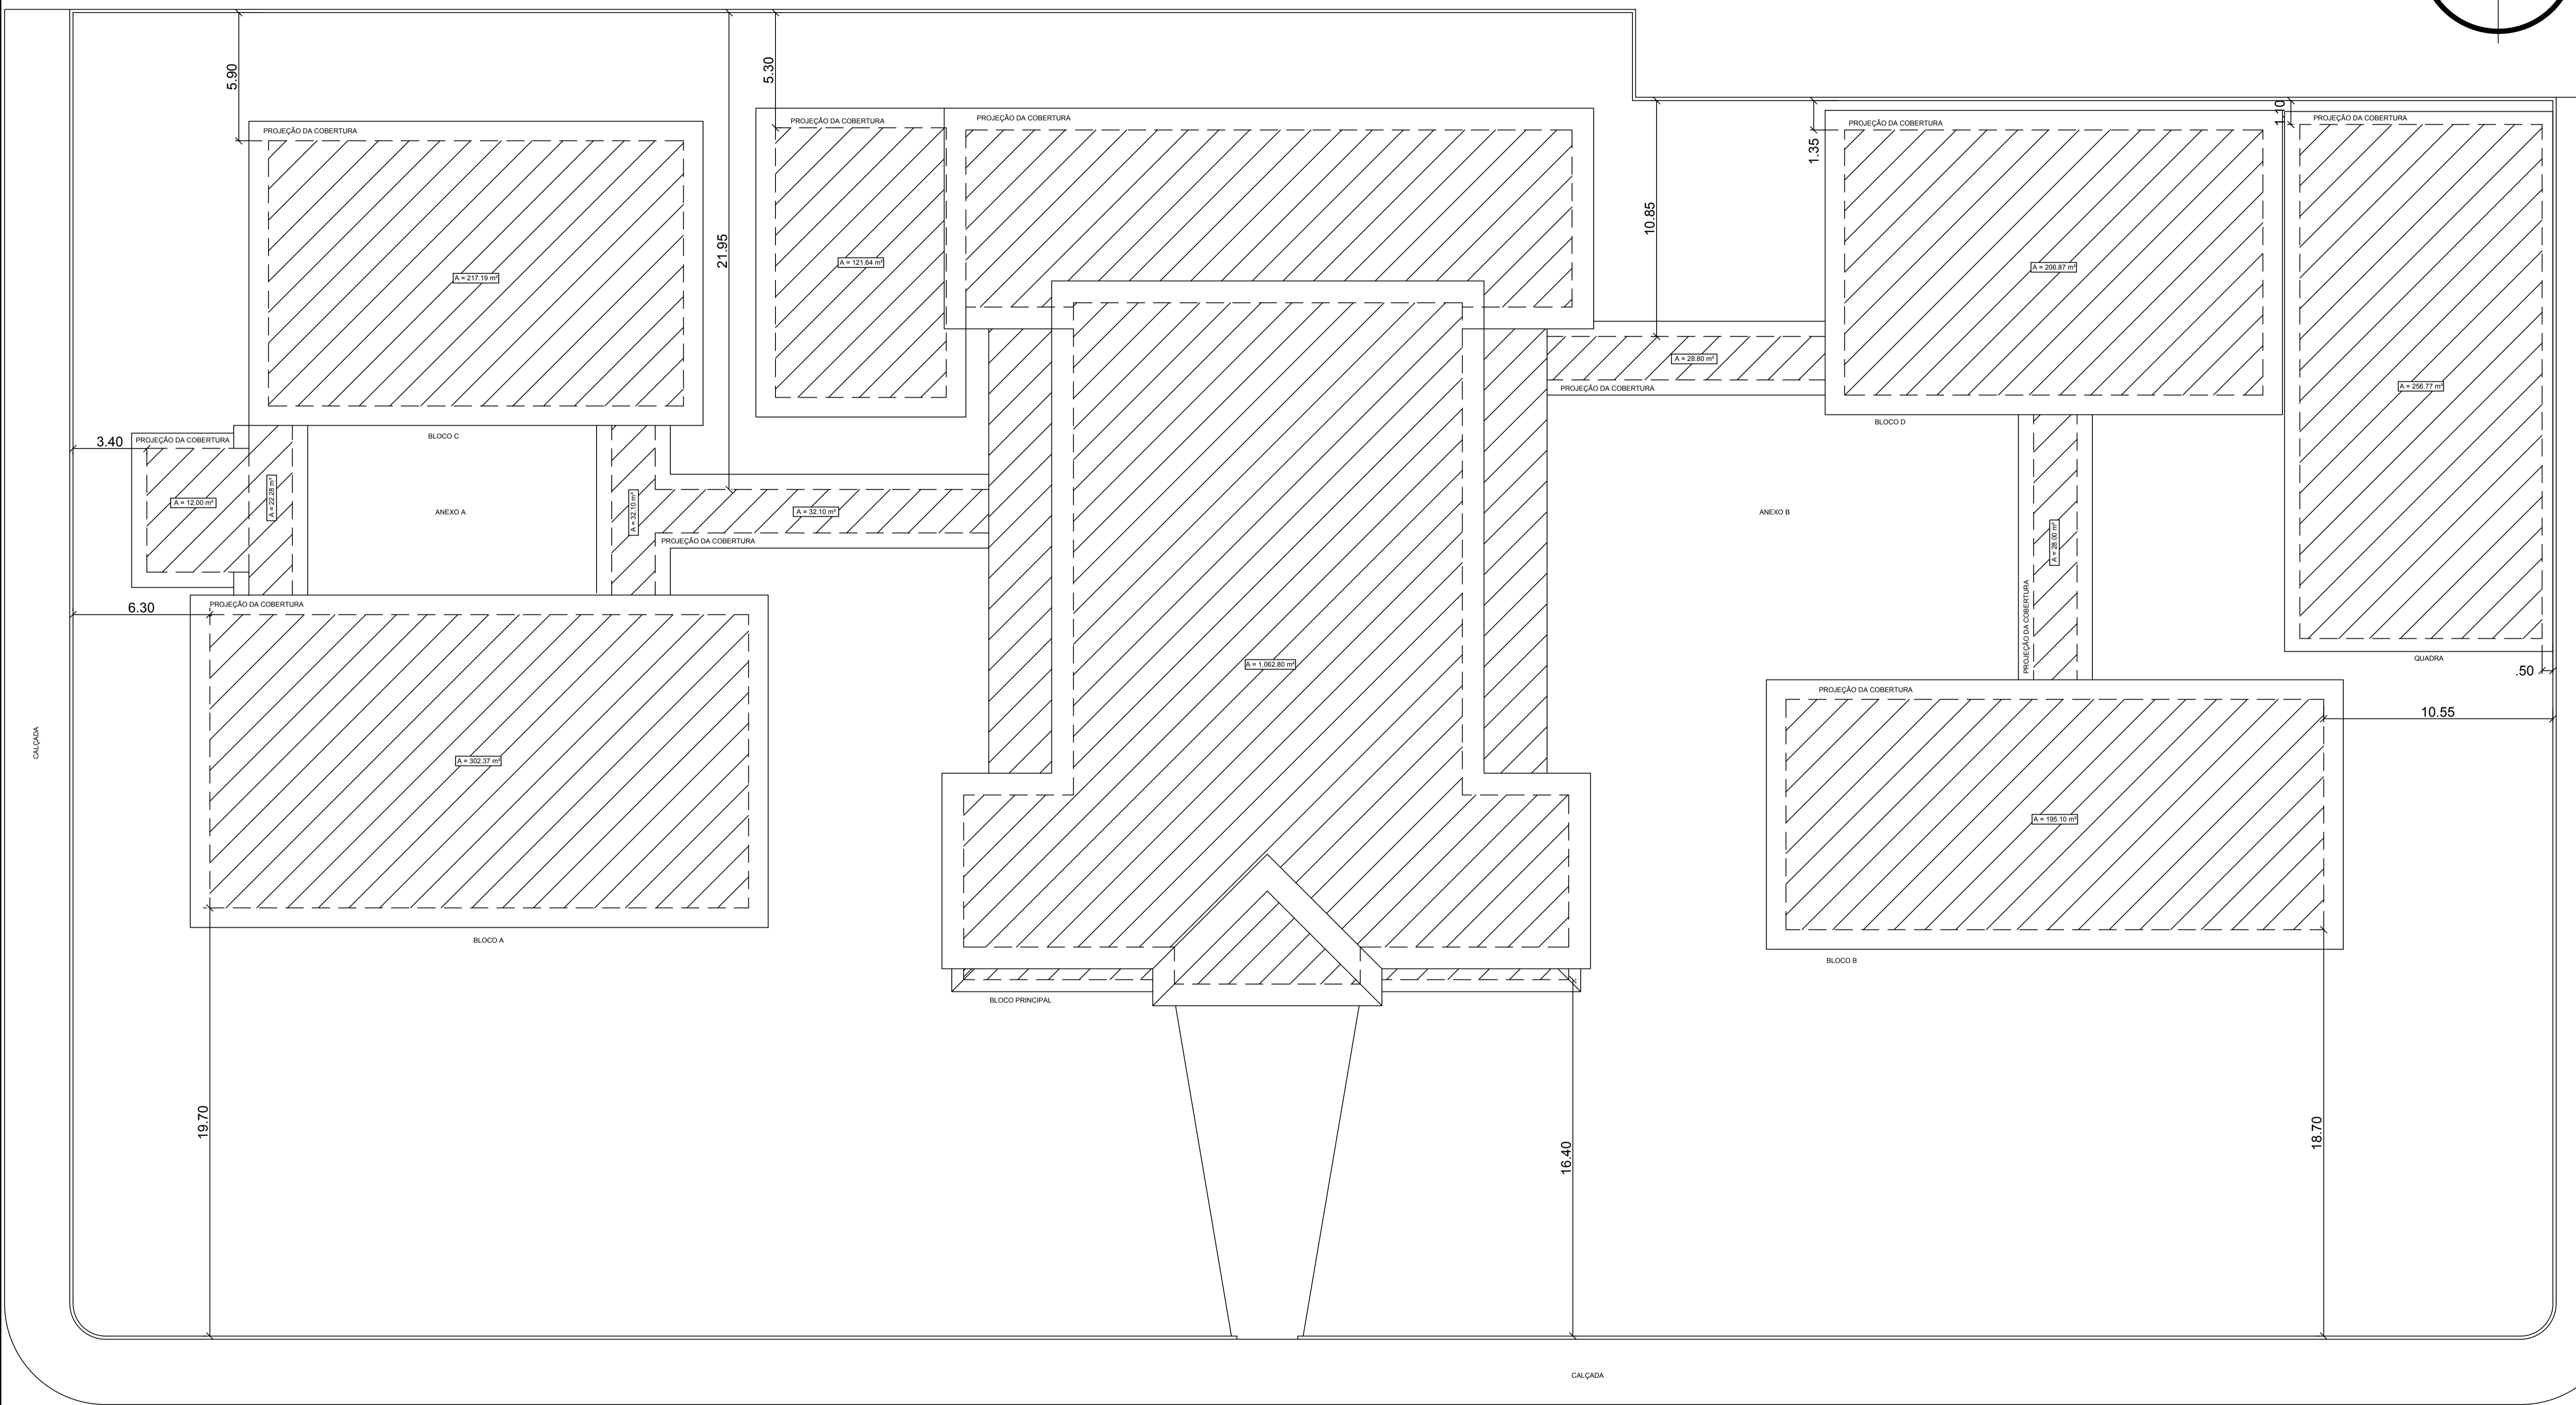 5.90
5.30
1.10
1.35
PROJEÇÃO DA COBERTURA
PROJEÇÃO DA COBERTURA
PROJEÇÃO DA COBERTURA
PROJEÇÃO DA COBERTURA
PROJEÇÃO DA COBERTURA
10.85
21.95
A = 217.19 m²
A = 121.64 m²
A = 206.87 m²
A = 28.80 m²
PROJEÇÃO DA COBERTURA
A = 256.77 m²
BLOCO D
3.40
PROJEÇÃO DA COBERTURA
BLOCO C
A = 12.00 m²
A = 22.28 m²
ANEXO A
A = 32.10 m²
A = 32.10 m²
PROJEÇÃO DA COBERTURA
ANEXO B
A = 28.00 m²
PROJEÇÃO DA COBERTURA
6.30
PROJEÇÃO DA COBERTURA
A = 1.062.80 m²
QUADRA
.50
PROJEÇÃO DA COBERTURA
10.55
CALÇADA
A = 302.37 m²
A = 195.10 m²
BLOCO A
BLOCO B
BLOCO PRINCIPAL
19.70
16.40
18.70
CALÇADA